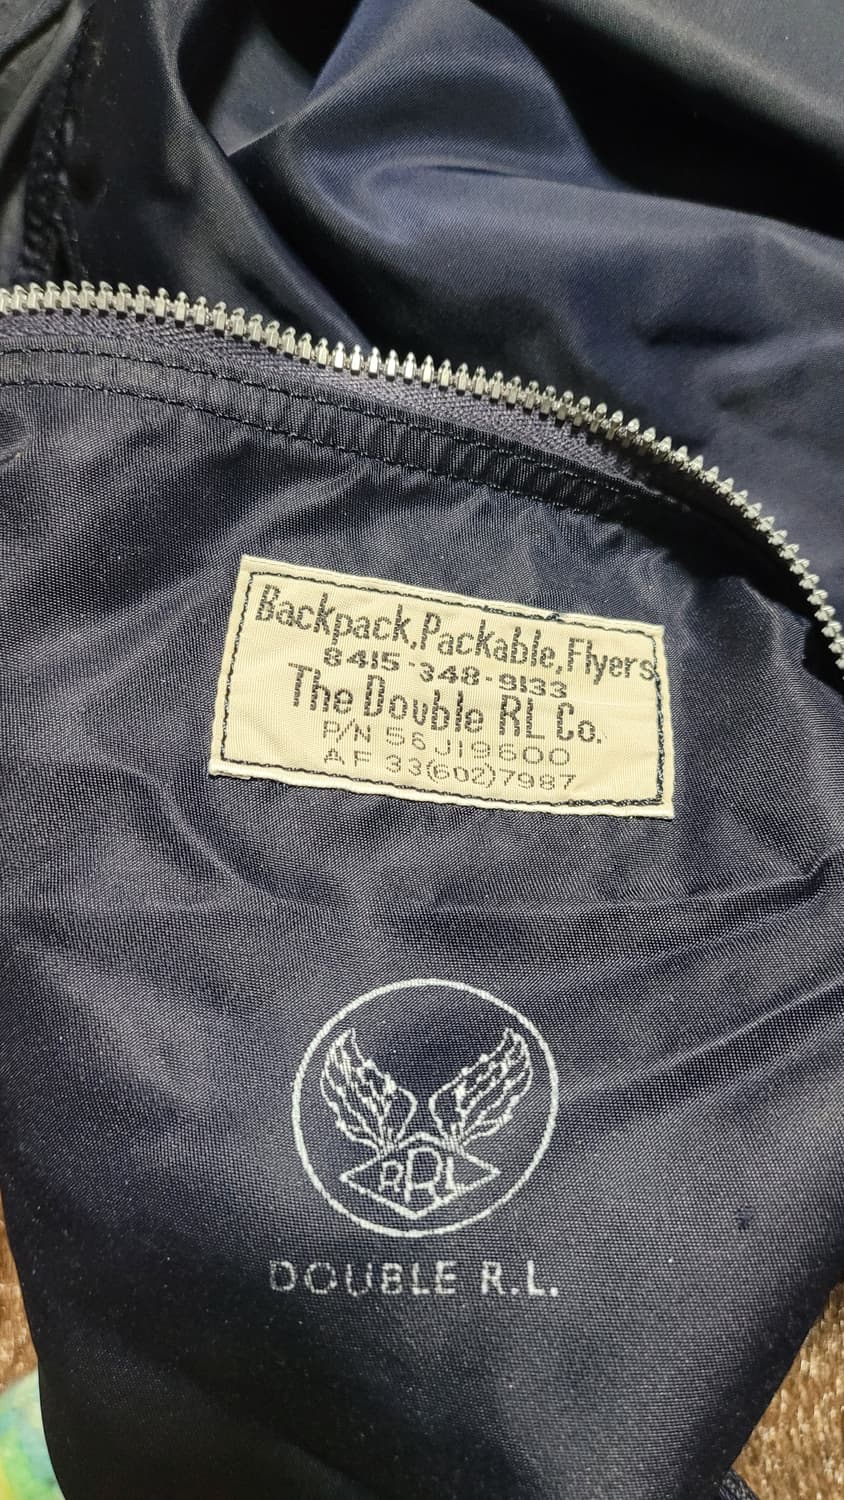 Backpack,Packable,Flyers
8415-348-9133
The Double RL Co.
P/N 56J19600
AF 33(602)7987
RRL
DOUBLE R.L.